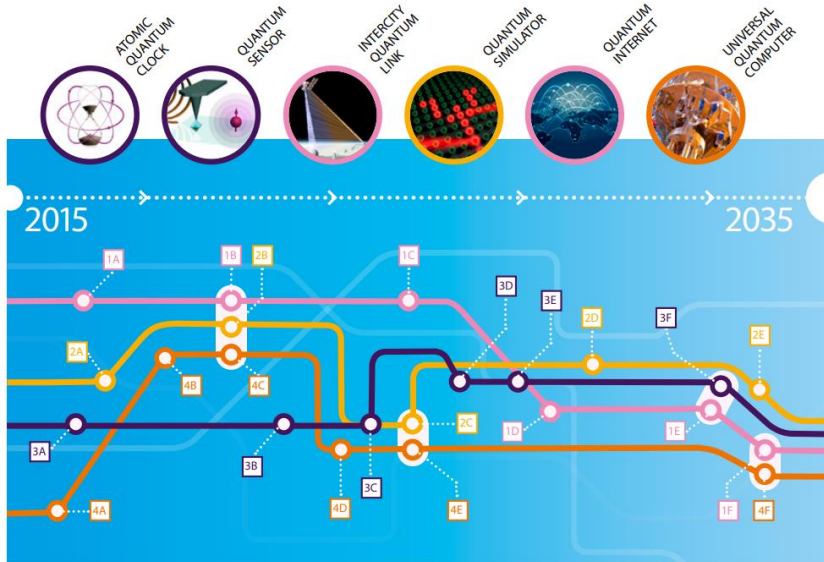 ATOMIC
QUANTUM
CLOCK
QUANTUM
SENSOR
INTERCITY
QUANTUM
LINK
QUANTUM
SIMULATOR
QUANTUM
INTERNET
UNIVERSAL
QUANTUM
COMPUTER
2015
2035
1A
1B
2B
1C
3D
3E
2D
3F
2E
2A
4B
4C
2C
1D
1E
3A
3B
3C
4A
4D
4E
1F
4F